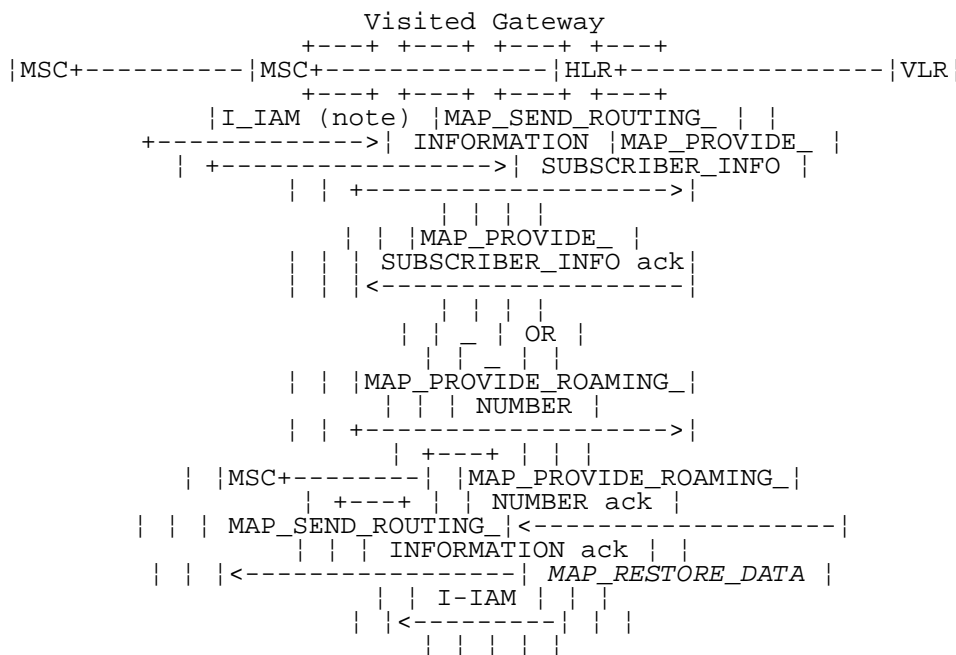 Visited Gateway
+---+ +---+ +---+ +---+
¦MSC+----------¦MSC+---------------¦HLR+----------------¦VLR¦
+---+ +---+ +---+ +---+
¦I_IAM (note) ¦MAP_SEND_ROUTING_ ¦ ¦
+------------->¦ INFORMATION ¦MAP_PROVIDE_ ¦
¦ +------------------>¦ SUBSCRIBER_INFO ¦
¦ ¦ +-------------------->¦
¦ ¦ ¦ ¦
¦ ¦ ¦MAP_PROVIDE_ ¦
¦ ¦ ¦ SUBSCRIBER_INFO ack¦
¦ ¦ ¦<--------------------¦
¦ ¦ ¦ ¦
¦ ¦ _ ¦ OR ¦
¦ ¦ _ ¦ ¦
¦ ¦ ¦MAP_PROVIDE_ROAMING_¦
¦ ¦ ¦ NUMBER ¦
¦ ¦ +-------------------->¦
¦ +---+ ¦ ¦ ¦
¦ ¦MSC+--------¦ ¦MAP_PROVIDE_ROAMING_¦
¦ +---+ ¦ ¦ NUMBER ack ¦
¦ ¦ ¦ MAP_SEND_ROUTING_¦<--------------------¦
¦ ¦ ¦ INFORMATION ack ¦ ¦
¦ ¦ ¦<------------------¦ MAP_RESTORE_DATA ¦
¦ ¦ I-IAM ¦ ¦ ¦
¦ ¦<---------¦ ¦ ¦
¦ ¦ ¦ ¦ ¦